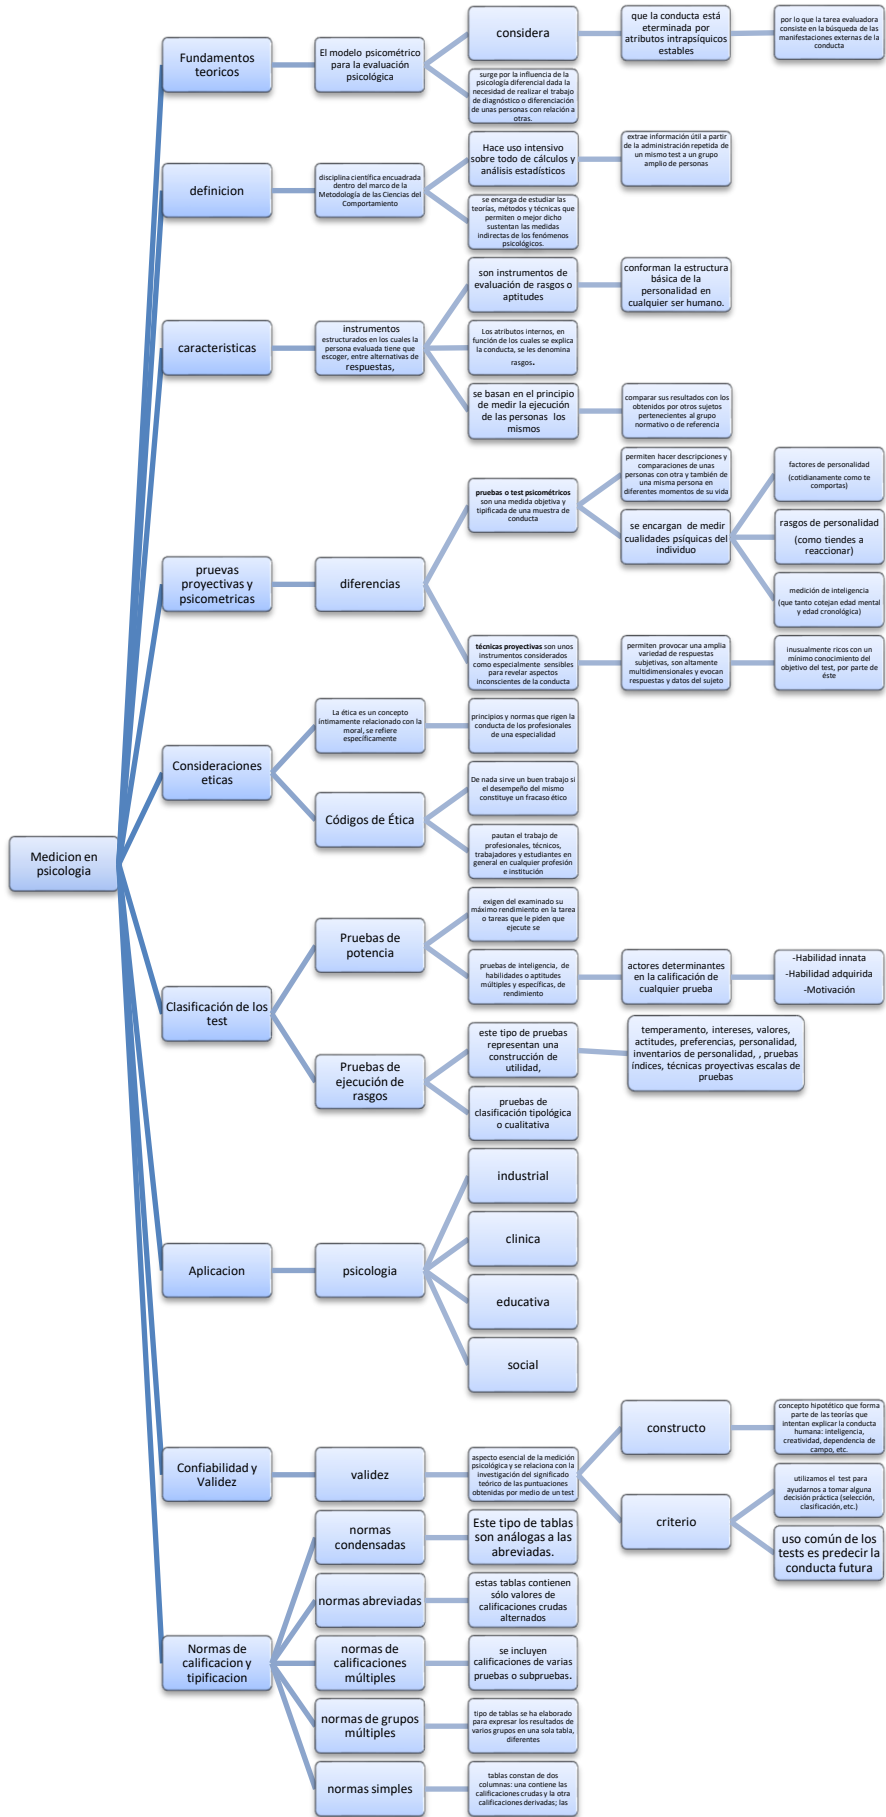 Medicion en
psicologia
Fundamentos
teoricos
El modelo psicométrico
para la evaluación
psicológica
considera
que la conducta está
eterminada por
atributos intrapsíquicos
estables
por lo que la tarea evaluadora
consiste en la búsqueda de las
manifestaciones externas de la
conducta
surge por la influencia de la
psicología diferencial dada la
necesidad de realizar el trabajo
de diagnóstico o diferenciación
de unas personas con relación a
otras.
definicion
disciplina científica encuadrada
dentro del marco de la
Metodología de las Ciencias del
Comportamiento
Hace uso intensivo
sobre todo de cálculos y
análisis estadísticos
extrae información útil a partir
de la administración repetida de
un mismo test a un grupo
amplio de personas
se encarga de estudiar las
teorías, métodos y técnicas que
permiten o mejor dicho
sustentan las medidas
indirectas de los fenómenos
psicológicos.
caracteristicas
instrumentos
estructurados en los cuales la
persona evaluada tiene que
escoger, entre alternativas de
respuestas,
son instrumentos de
evaluación de rasgos o
aptitudes
conforman la estructura
básica de la
personalidad en
cualquier ser humano.
Los atributos internos, en
función de los cuales se explica
la conducta, se les denomina
rasgos.
se basan en el principio
de medir la ejecución
de las personas los
mismos
comparar sus resultados con los
obtenidos por otros sujetos
pertenecientes al grupo
normativo o de referencia
pruevas
proyectivas y
psicometricas
diferencias
pruebas o test psicométricos
son una medida objetiva y
tipificada de una muestra de
conducta
permiten hacer descripciones y
comparaciones de unas
personas con otra y también de
una misma persona en
diferentes momentos de su vida
se encargan de medir
cualidades psíquicas del
individuo
factores de personalidad
(cotidianamente como te
comportas)
rasgos de personalidad
(como tiendes a
reaccionar)
medición de inteligencia
(que tanto cotejan edad mental
y edad cronológica)
técnicas proyectivas son unos
instrumentos considerados
como especialmente sensibles
para revelar aspectos
inconscientes de la conducta
permiten provocar una amplia
variedad de respuestas
subjetivas, son altamente
multidimensionales y evocan
respuestas y datos del sujeto
inusualmente ricos con un
mínimo conocimiento del
objetivo del test, por parte de
éste
Consideraciones
eticas
La ética es un concepto
íntimamente relacionado con la
moral, se refiere
específicamente
principios y normas que rigen la
conducta de los profesionales
de una especialidad
Códigos de Ética
De nada sirve un buen trabajo si
el desempeño del mismo
constituye un fracaso ético
pautan el trabajo de
profesionales, técnicos,
trabajadores y estudiantes en
general en cualquier profesión
e institución
Clasificación de los
test
Pruebas de
potencia
exigen del examinado su
máximo rendimiento en la tarea
o tareas que le piden que
ejecute se
pruebas de inteligencia, de
habilidades o aptitudes
múltiples y específicas, de
rendimiento
actores determinantes
en la calificación de
cualquier prueba
-Habilidad innata
-Habilidad adquirida
-Motivación
Pruebas de
ejecución de
rasgos
este tipo de pruebas
representan una
construcción de
utilidad,
temperamento, intereses, valores,
actitudes, preferencias, personalidad,
inventarios de personalidad, , pruebas
índices, técnicas proyectivas escalas de
pruebas
pruebas de
clasificación tipológica
o cualitativa
Aplicacion
psicologia
industrial
clinica
educativa
social
Confiabilidad y
Validez
validez
aspecto esencial de la medición
psicológica y se relaciona con la
investigación del significado
teórico de las puntuaciones
obtenidas por medio de un test
constructo
concepto hipotético que forma
parte de las teorías que
intentan explicar la conducta
humana: inteligencia,
creatividad, dependencia de
campo, etc.
criterio
utilizamos el test para
ayudarnos a tomar alguna
decisión práctica (selección,
clasificación, etc.)
uso común de los
tests es predecir la
conducta futura
Normas de
calificacion y
tipificacion
normas
condensadas
Este tipo de tablas
son análogas a las
abreviadas.
normas abreviadas
estas tablas contienen
sólo valores de
calificaciones crudas
alternados
normas de
calificaciones
múltiples
se incluyen
calificaciones de varias
pruebas o subpruebas.
normas de grupos
múltiples
tipo de tablas se ha elaborado
para expresar los resultados de
varios grupos en una sola tabla,
diferentes
normas simples
tablas constan de dos
columnas: una contiene las
calificaciones crudas y la otra
calificaciones derivadas; las